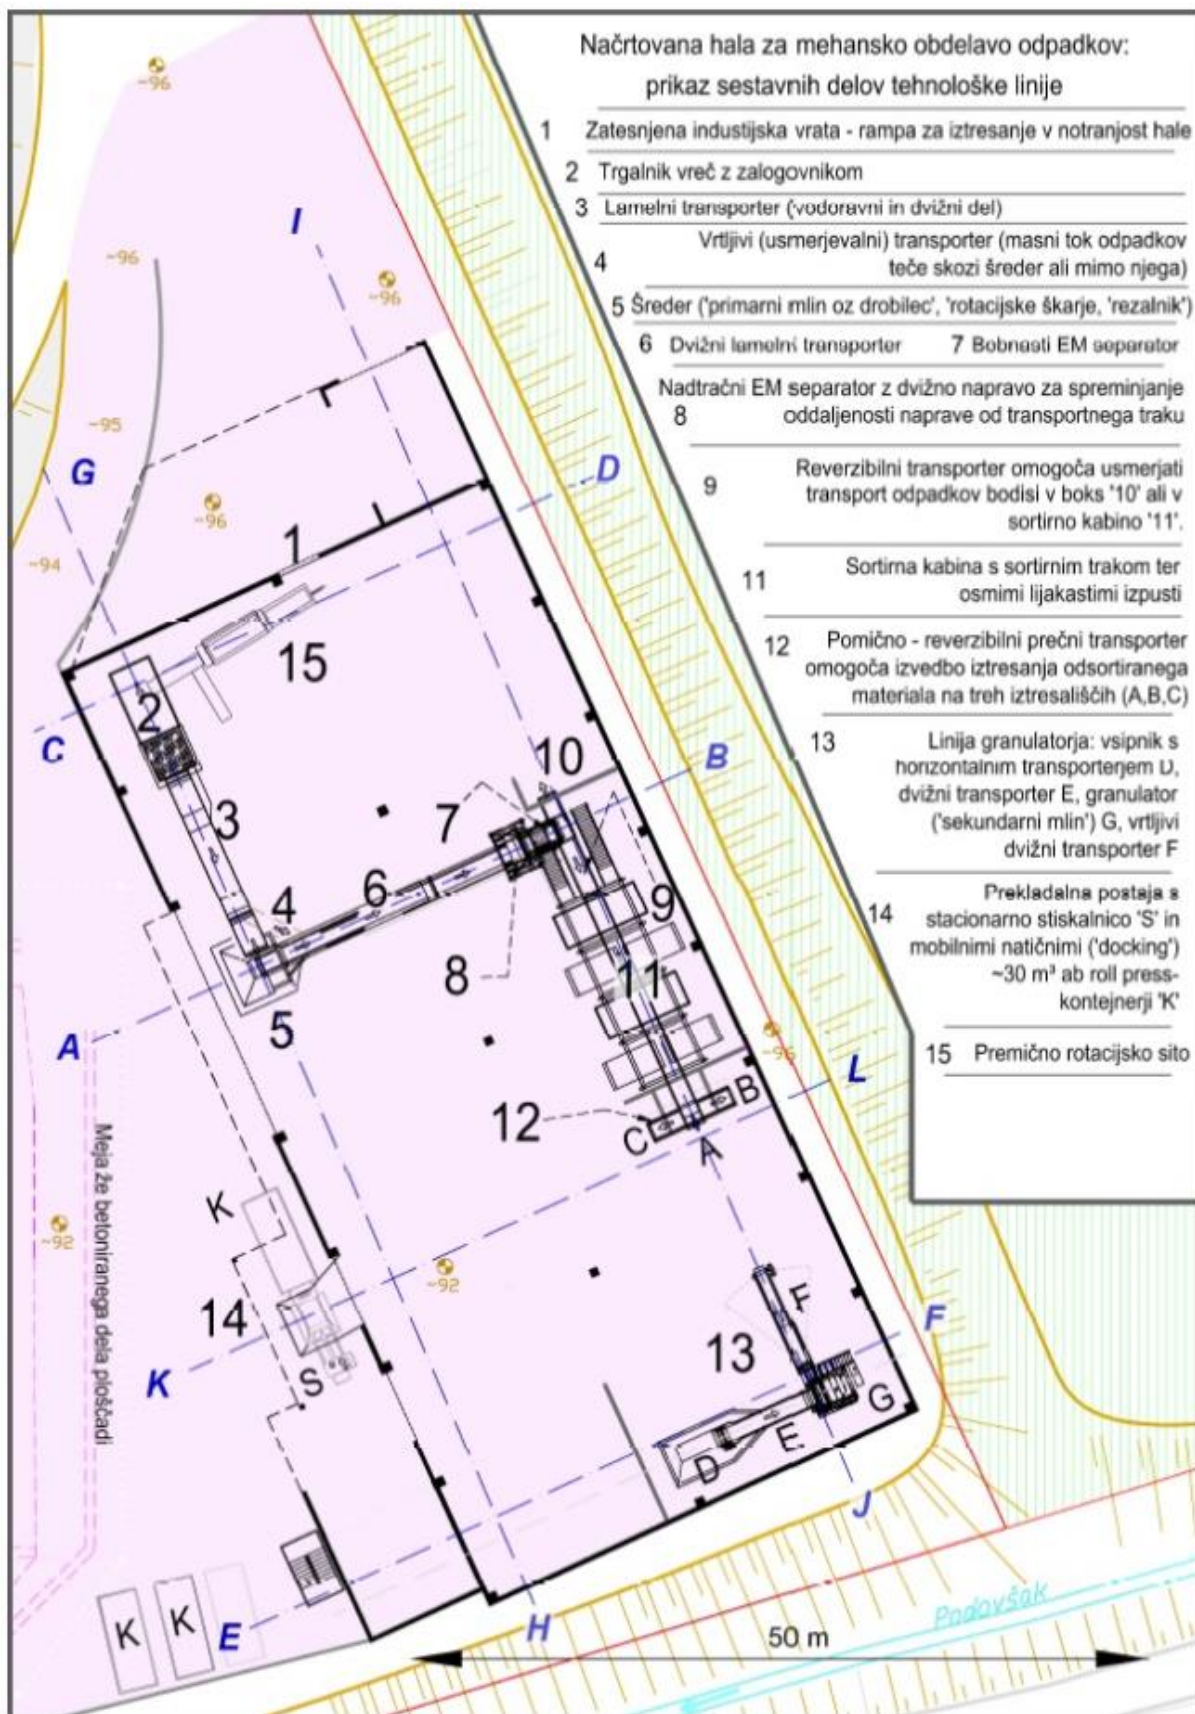 Načrtovana hala za mehansko obdelavo odpadkov:
prikaz sestavnih delov tehnološke linije
1 Zatesnjena industijska vrata - rampa za iztresanje v notranjost hale
2 Trgalnik vreč z zalogovnikom
3 Lamelni transporter (vodoravni in dvižni del)
4 Vrtljivi (usmerjevalni) transporter (masni tok odpadkov
teče skozi šreder ali mimo njega)
5 Šreder ('primarni mlin oz drobilec', 'rotacijske škarje, 'rezalnik')
6 Dvižni lamelni transporter 7 Bobnasti EM separator
8 Nadtračni EM separator z dvižno napravo za spreminjanje
oddaljenosti naprave od transportnega traku
9 Reverzibilni transporter omogoča usmerjati
transport odpadkov bodisi v boks '10' ali v
sortirno kabino '11'.
11 Sortirna kabina s sortirnim trakom ter
osmimi lijakastimi izpusti
12 Pomično - reverzibilni prečni transporter
omogoča izvedbo iztresanja odsortiranega
materiala na treh iztresališčih (A,B,C)
13 Linija granulatorja: vsipnik s
horizontalnim transporterjem D,
dvižni transporter E, granulator
('sekundarni mlin') G, vrtljivi
dvižni transporter F
14 Prekladalna postaja s
stacionarno stiskalnico 'S' in
mobilnimi natičnimi ('docking')
~30 m³ ab roll press-
kontejnerji 'K'
15 Premično rotacijsko sito
~96
I
~96
~96
~95
G
~96
D
~94
1
15
2
C
3
10
B
7
6
4
9
8
11
5
A
~96
L
12
B
C
A
Meja že betoniranega dela ploščadi
K
~92
~92
14
F
F
13
K
S
G
E
D
J
K
K
E
H
Podovšak
50 m